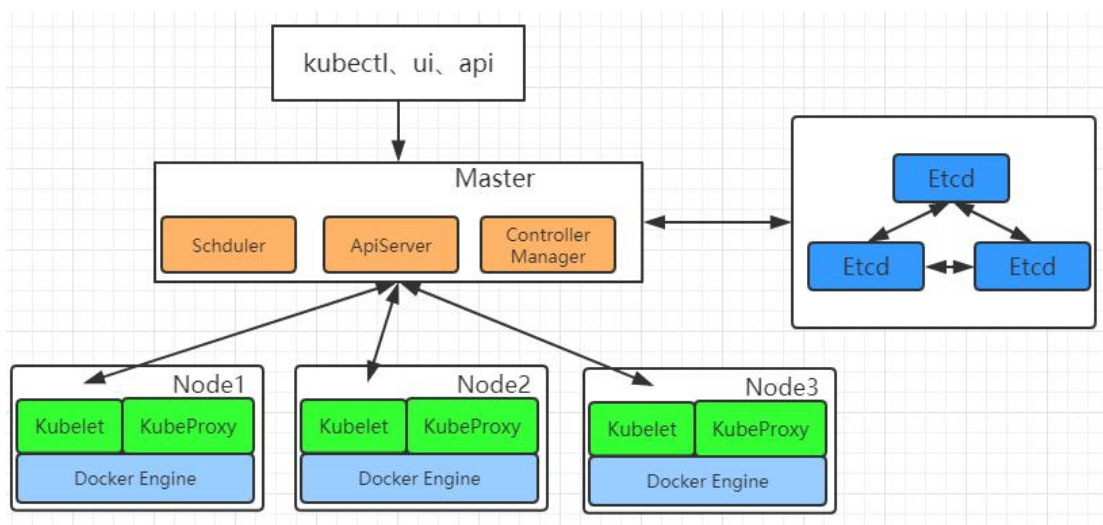 kubectl、ui、api
Master
Schduler
ApiServer
Controller
Manager
Etcd
Etcd
Etcd
Node1
Kubelet
KubeProxy
Docker Engine
Node2
Kubelet
KubeProxy
Docker Engine
Node3
Kubelet
KubeProxy
Docker Engine